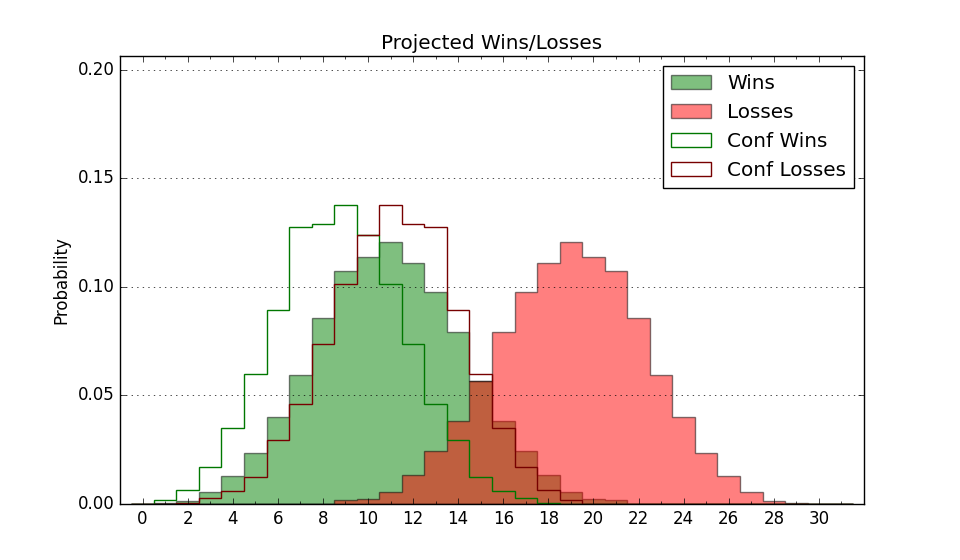 Projected Wins/Losses
Wins
Losses
Conf Wins
Conf Losses
Probability
0.20
0.15
0.10
0.05
0.00
0 2 4 6 8 10 12 14 16 18 20 22 24 26 28 30